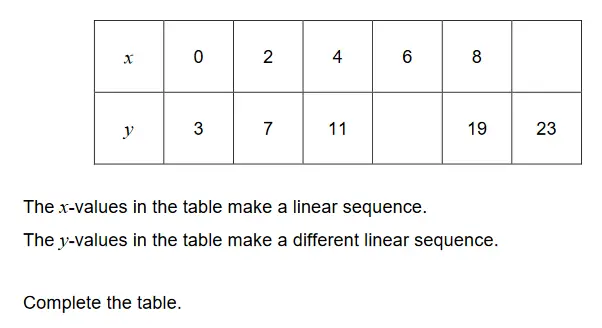 x 0 2 4 6 8
y 3 7 11 19 23
The x-values in the table make a linear sequence.
The y-values in the table make a different linear sequence.
Complete the table.